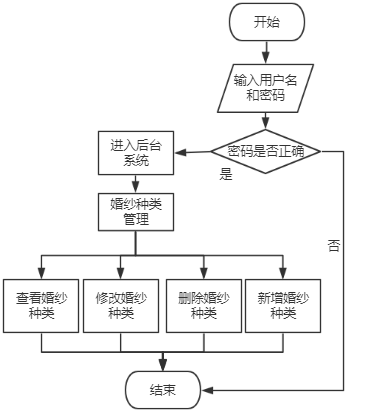 开始
输入用户名
和密码
密码是否正确
进入后台
系统
是
婚纱种类
管理
否
查看婚纱
种类
修改婚纱
种类
删除婚纱
种类
新增婚纱
种类
结束